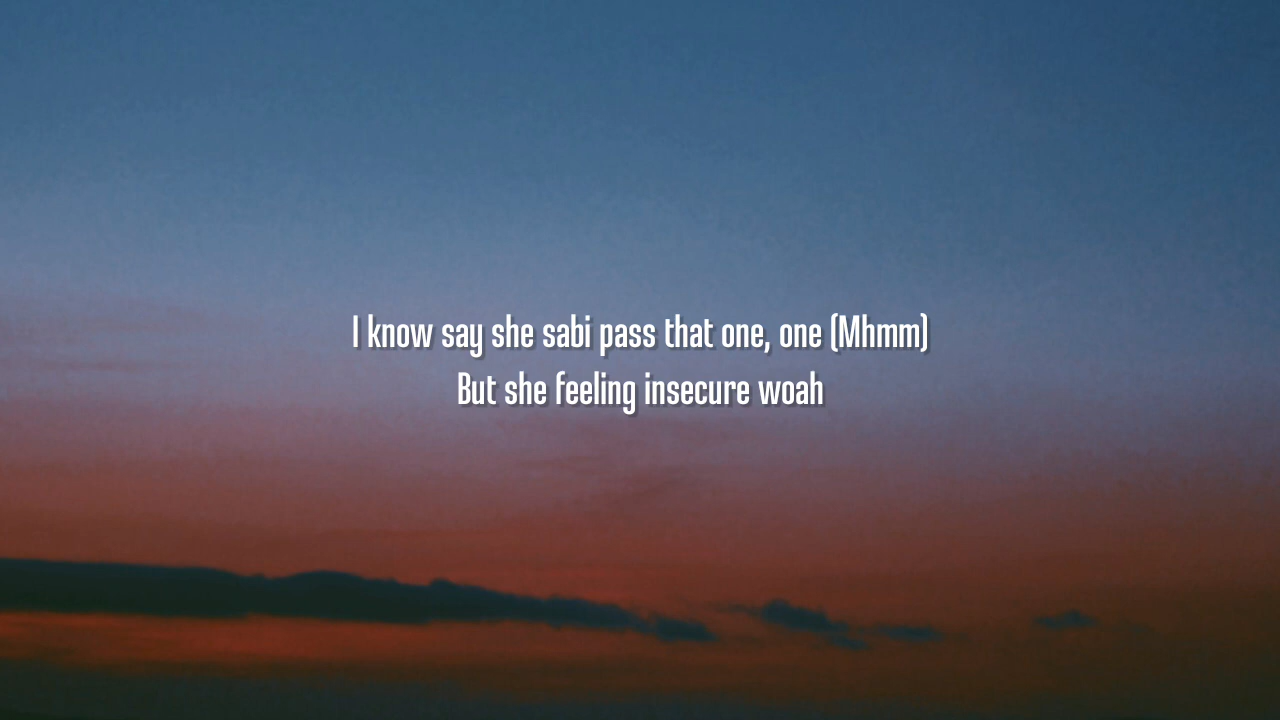 I know say she sabi pass that one, one (Mhmm)
But she feeling insecure woah